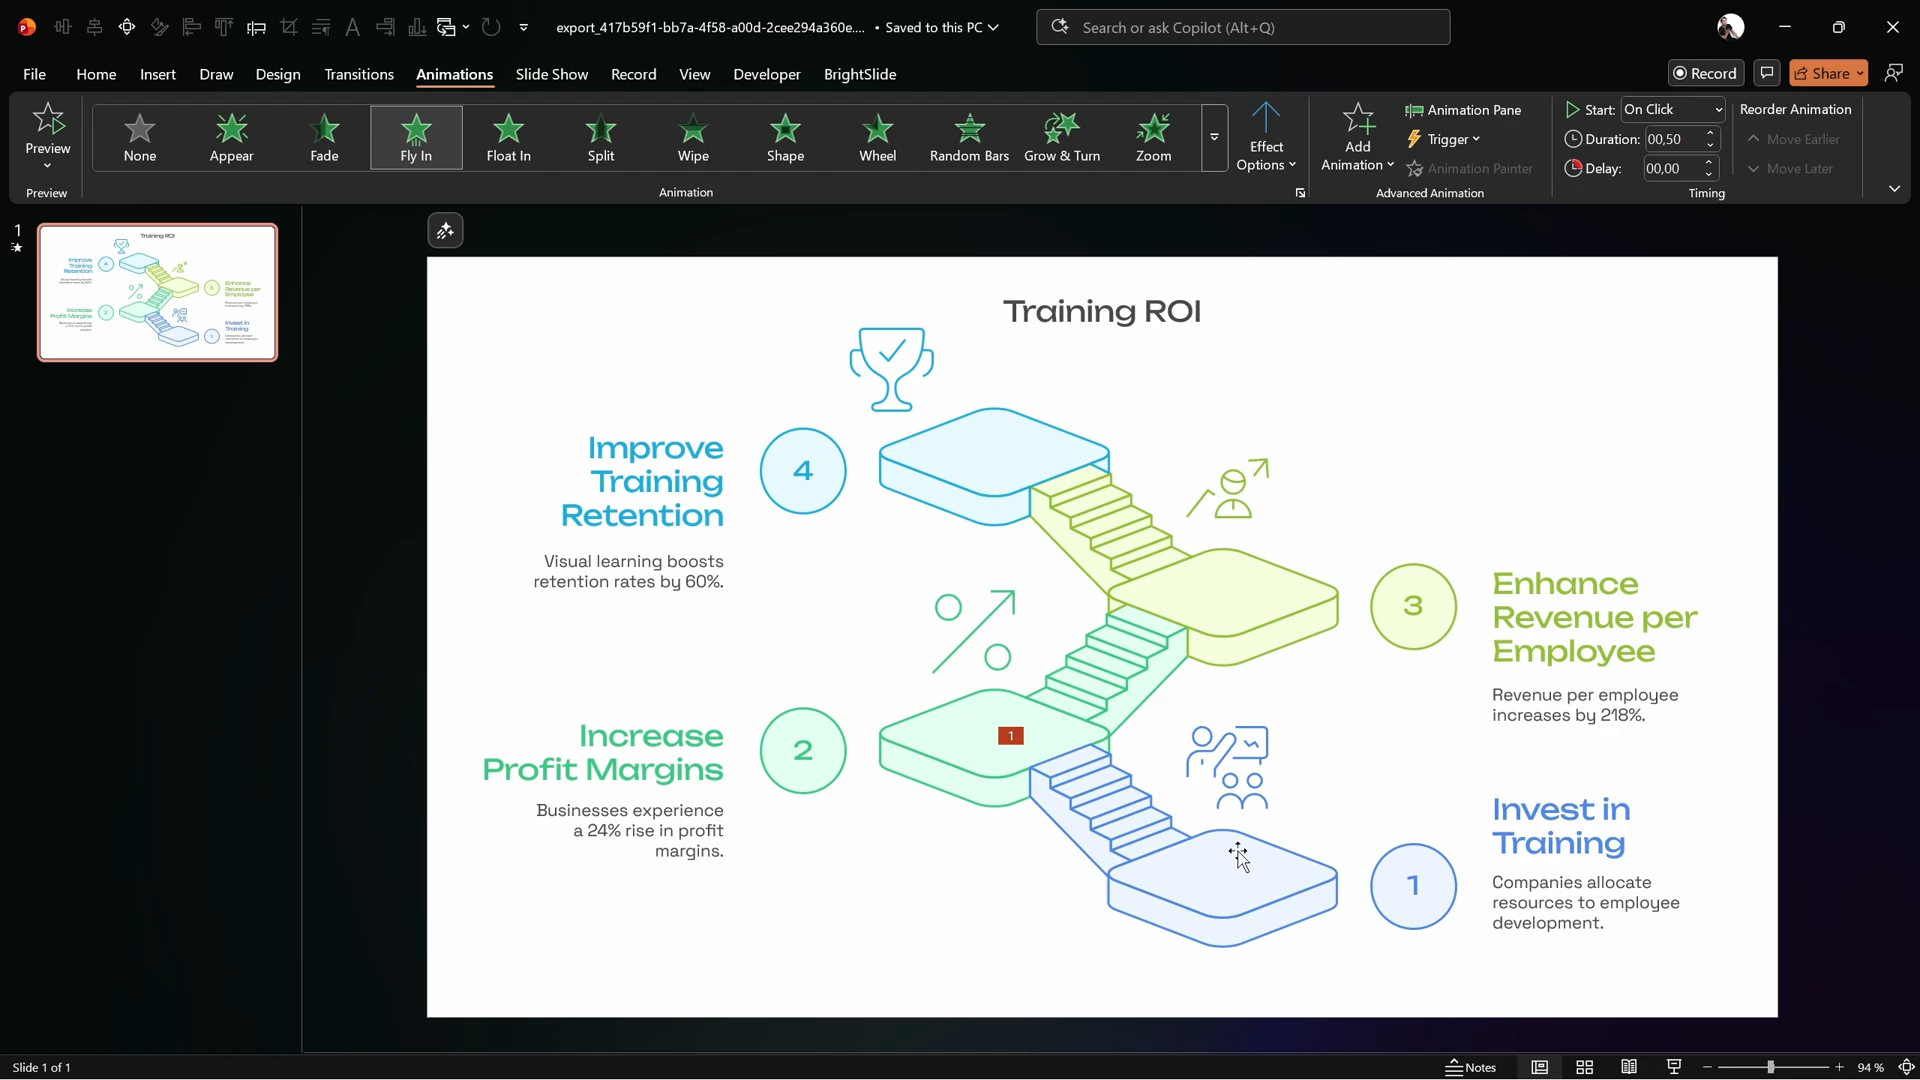 export_417b59f1-bb7a-4f58-a00d-2cee294a360e.... • Saved to this PC
Search or ask Copilot (Alt+Q)
File Home Insert Draw Design Transitions Animations Slide Show Record View Developer BrightSlide
Record Share
Preview
None Appear Fade Fly In Float In Split Wipe Shape Wheel Random Bars Grow & Turn Zoom
Effect Options
Add Animation
Animation Pane
Trigger
Animation Painter
Start: On Click
Duration: 00,50
Delay: 00,00
Reorder Animation
Move Earlier
Move Later
Preview Animation Advanced Animation Timing
1
Training ROI
Improve
Training
Retention
4
Visual learning boosts
retention rates by 60%.
3
Enhance
Revenue per
Employee
Revenue per employee
increases by 218%.
Increase
Profit Margins
2
1
Businesses experience
a 24% rise in profit
margins.
Invest in
Training
1
Companies allocate
resources to employee
development.
Slide 1 of 1
Notes
94 %